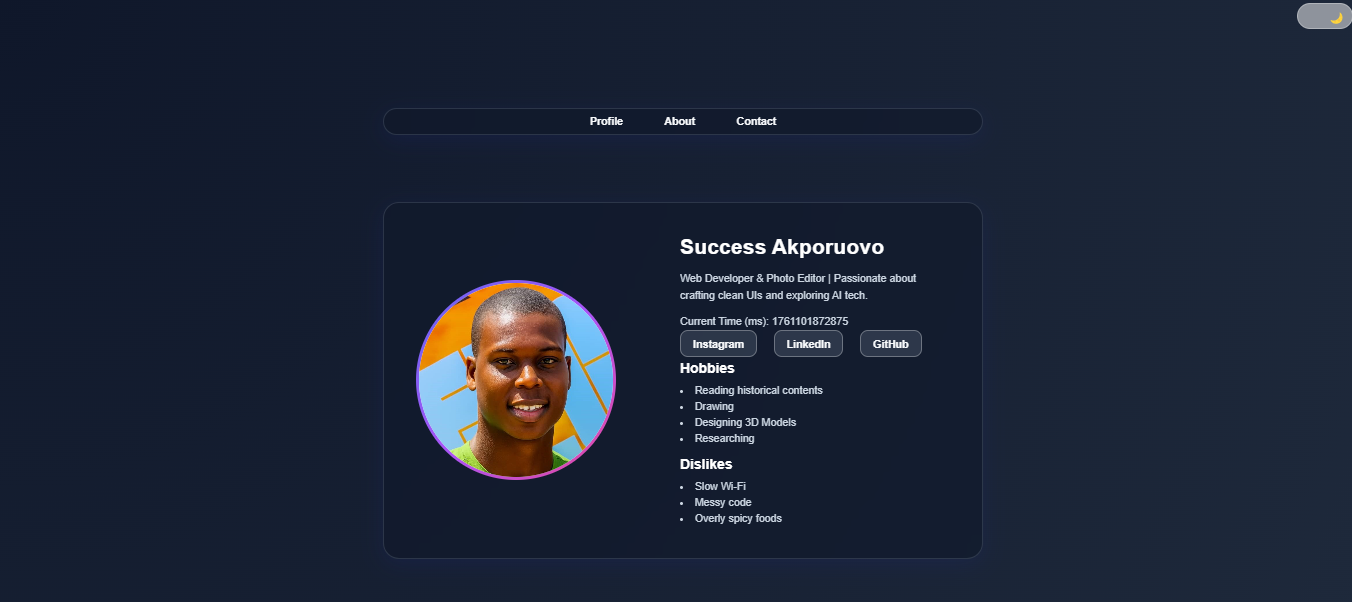 Profile About Contact
Success Akporuovo
Web Developer & Photo Editor | Passionate about
crafting clean UIs and exploring AI tech.
Current Time (ms): 1761101872875
Instagram LinkedIn GitHub
Hobbies
• Reading historical contents
• Drawing
• Designing 3D Models
• Researching
Dislikes
• Slow Wi-Fi
• Messy code
• Overly spicy foods